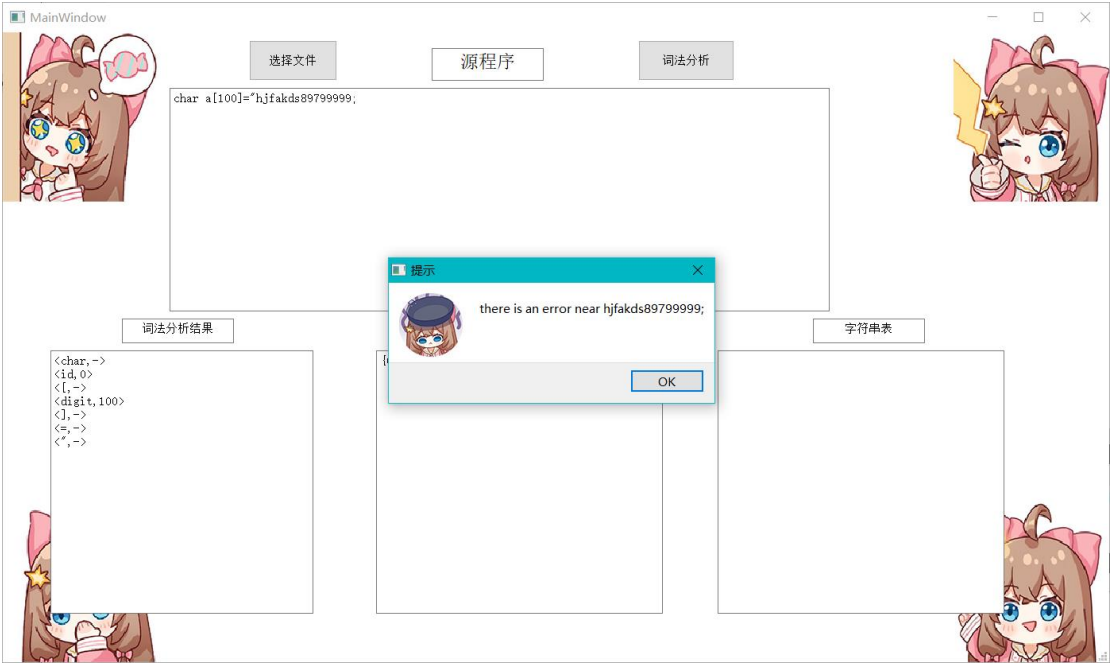 MainWindow
选择文件
源程序
词法分析
char a[100]="hjfakds89799999;
提示
there is an error near hjfakds89799999;
OK
词法分析结果
字符串表
<char,->
<id,0>
<[,->
<digit,100>
<],->
<=,->
<",->